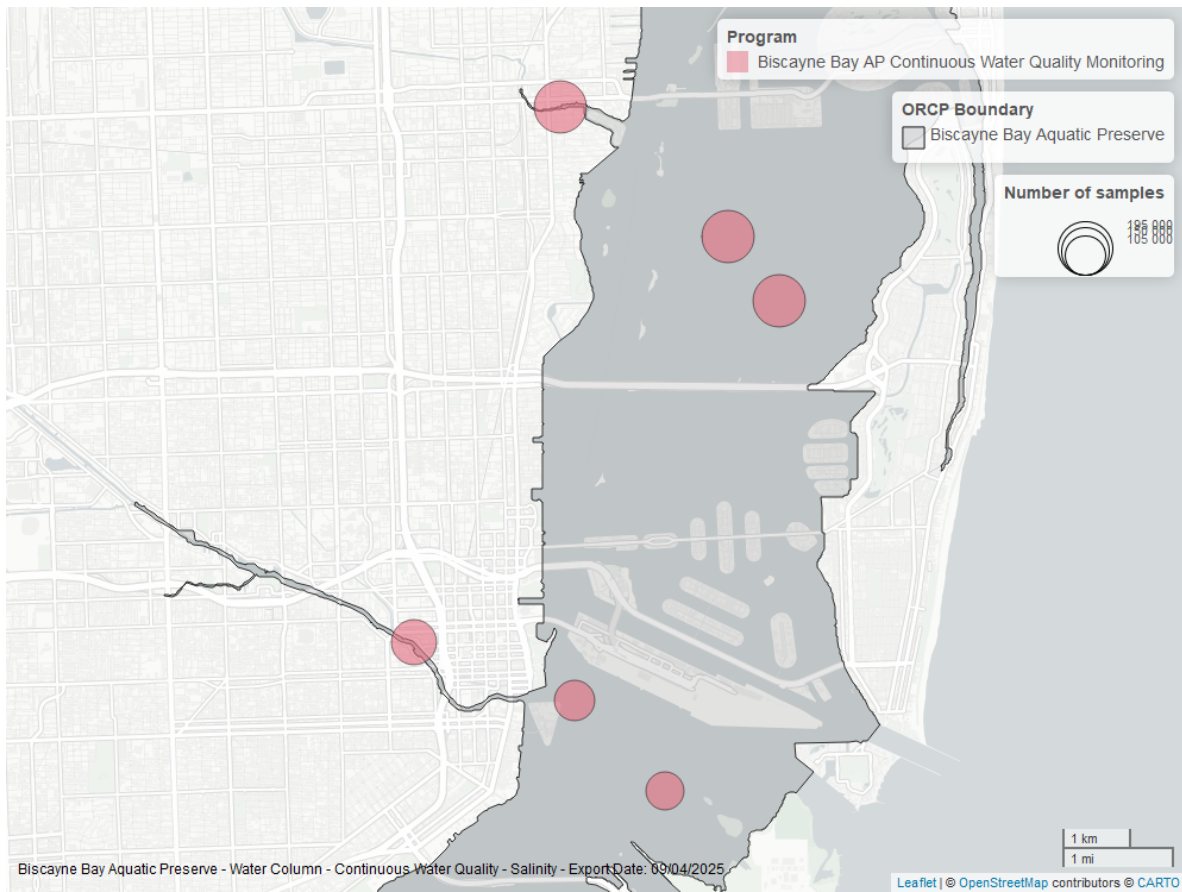 Program
Biscayne Bay AP Continuous Water Quality Monitoring
ORCP Boundary
Biscayne Bay Aquatic Preserve
Number of samples
195 000
105 000
1 km
1 mi
Biscayne Bay Aquatic Preserve - Water Column - Continuous Water Quality - Salinity - Export Date: 09/04/2025
Leaflet | © OpenStreetMap contributors © CARTO